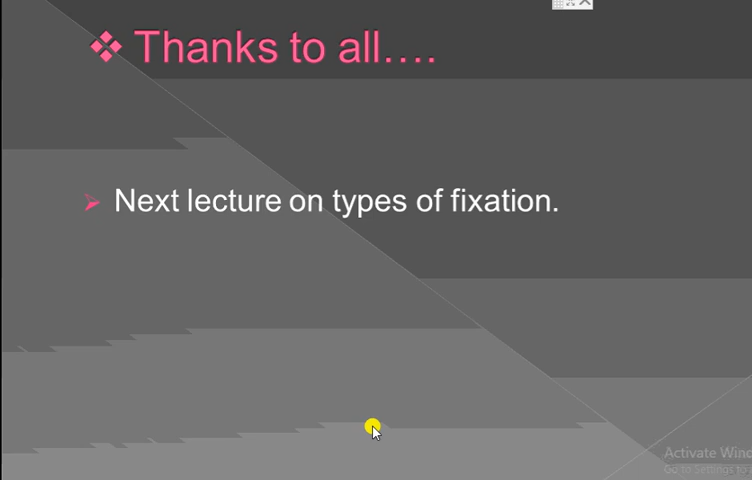 Thanks to all....
Next lecture on types of fixation.
Activate Wind
Go to Settings to a